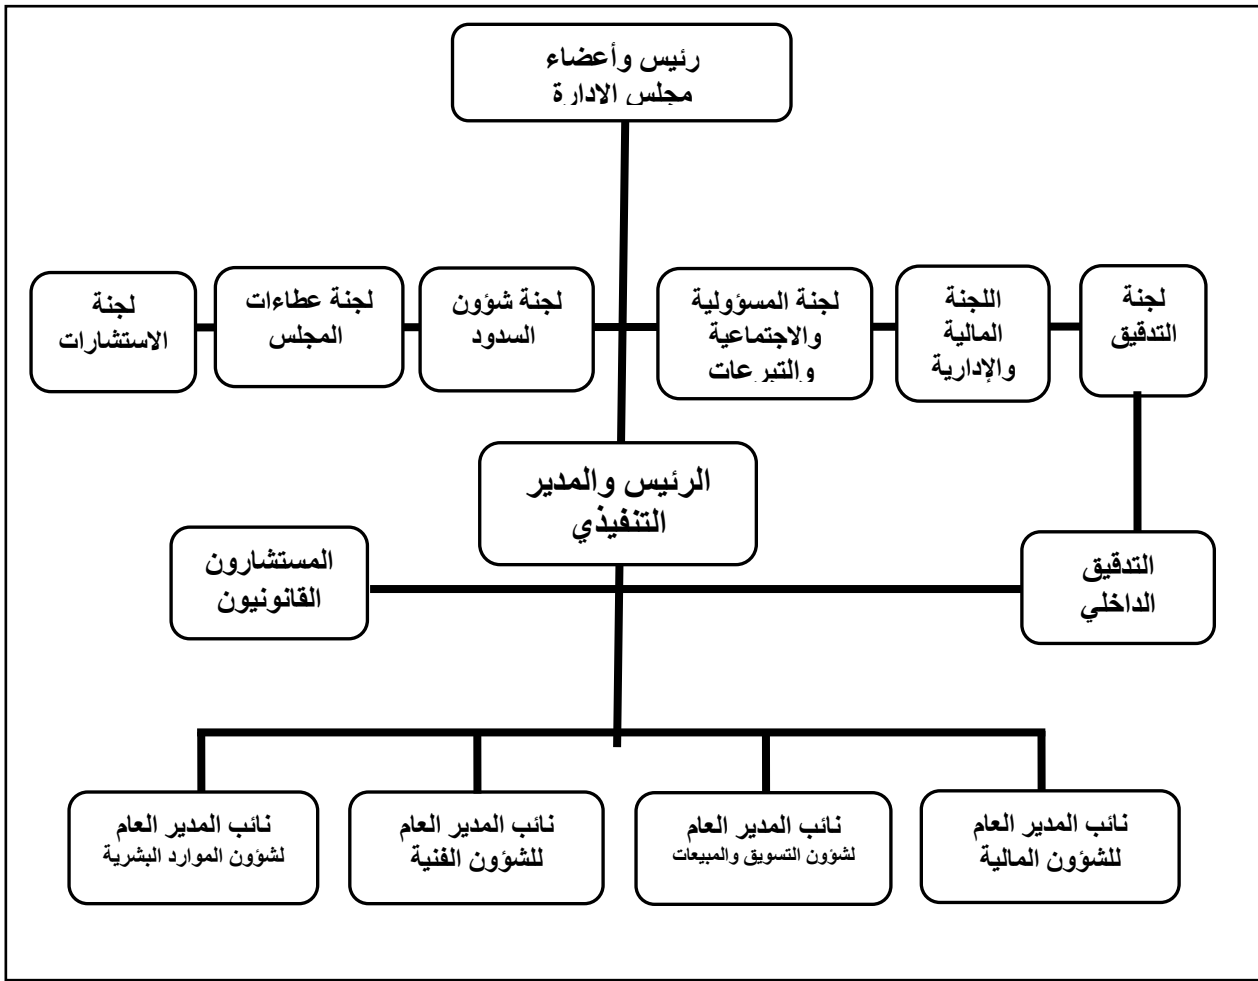 رئيس وأعضاء
مجلس الادارة
لجنة
التدقيق
اللجنة
المالية
والإدارية
لجنة المسؤولية
والاجتماعية
والتبرعات
لجنة شؤون
السدود
لجنة عطاءات
المجلس
لجنة
الاستشارات
الرئيس والمدير
التنفيذي
التدقيق
الداخلي
المستشارون
القانونيون
نائب المدير العام
للشؤون المالية
نائب المدير العام
لشؤون التسويق والمبيعات
نائب المدير العام
للشؤون الفنية
نائب المدير العام
لشؤون الموارد البشرية